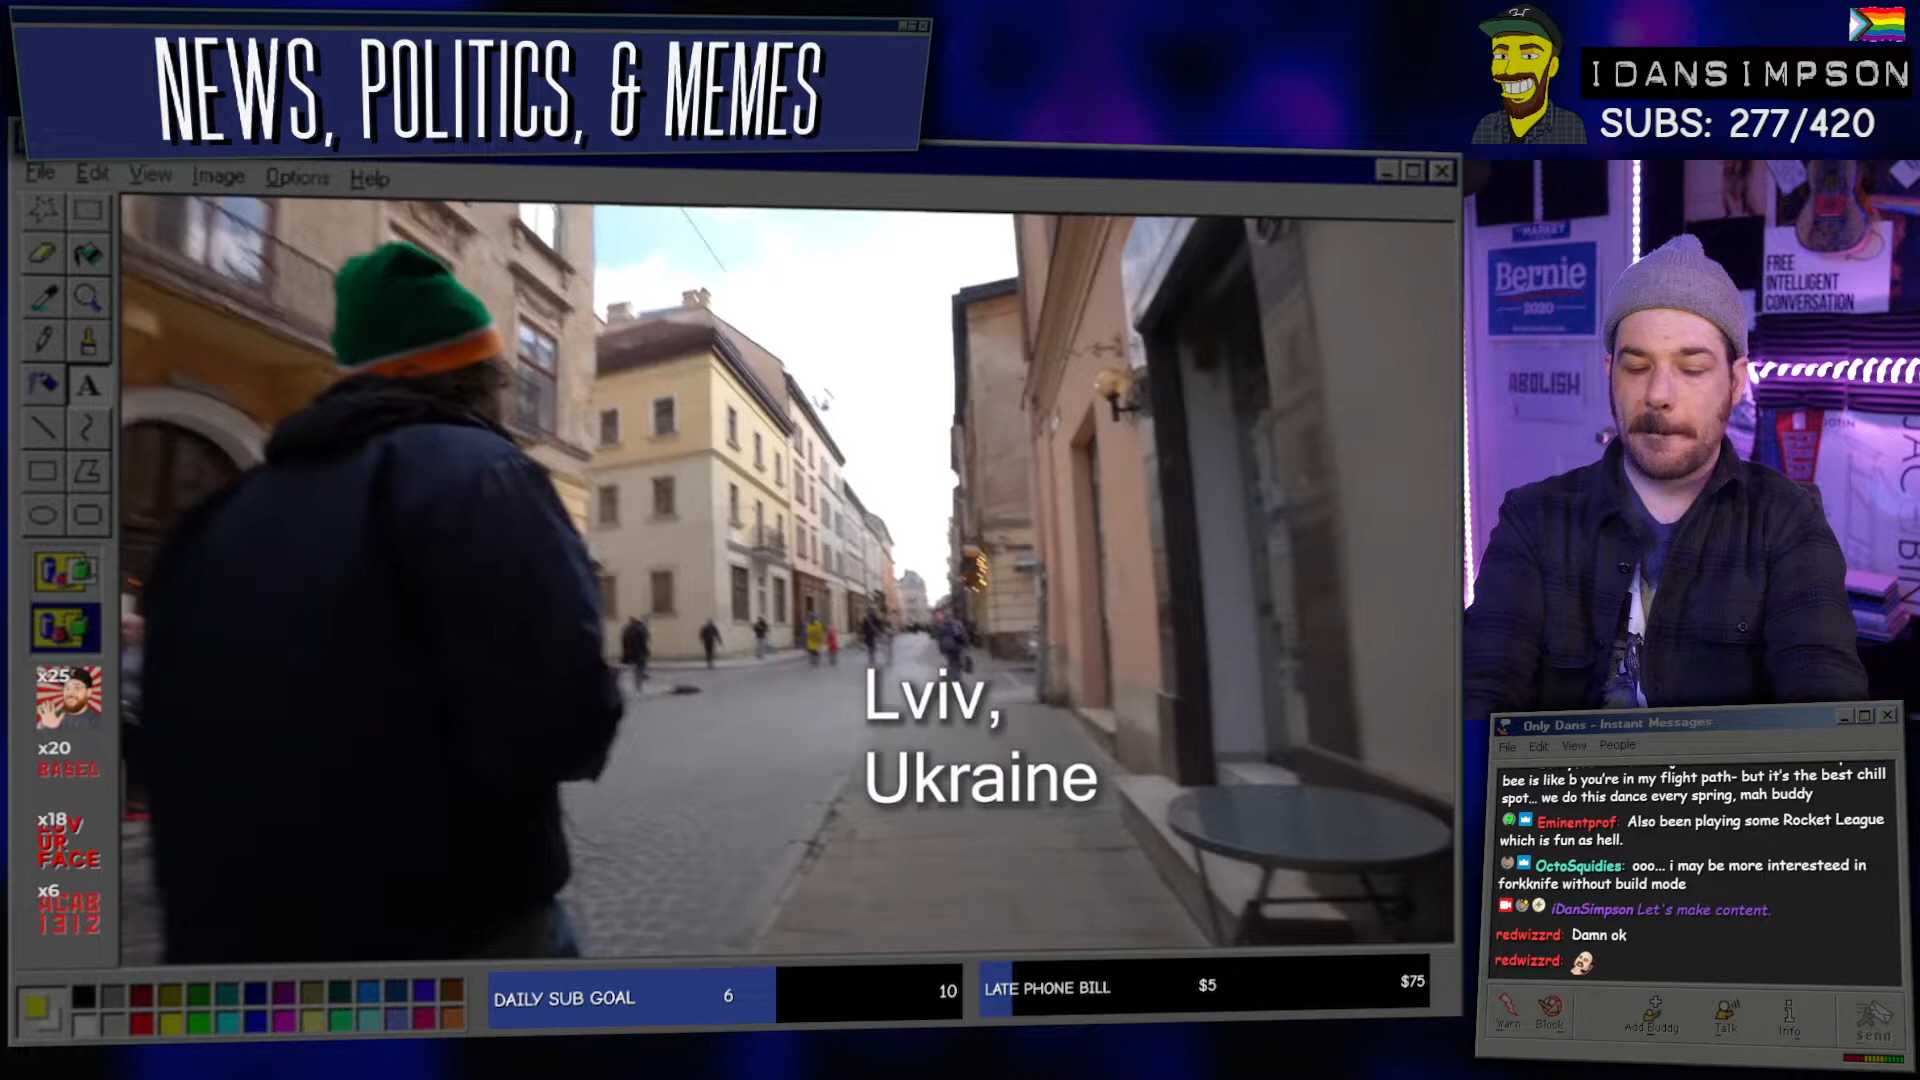 NEWS, POLITICS, & MEMES
IDANSIMPSON
SUBS: 277/420
File Edit View Image Options Help
A
Lviv,
Ukraine
x25
x20
BASED
x18
LUV
UR
FACE
x6
ACAB
1312
DAILY SUB GOAL 6 10
LATE PHONE BILL $5 $75
MARKET
Bernie
2020
ABOLISH
FREE
INTELLIGENT
CONVERSATION
Only Dans - Instant Messages
File Edit View People
bee is like b you're in my flight path- but it's the best chill
spot... we do this dance every spring, mah buddy
Eminentprof: Also been playing some Rocket League
which is fun as hell.
OctoSquidies: ooo... i may be more interesteed in
forkknife without build mode
iDanSimpson Let's make content.
redwizzrd: Damn ok
redwizzrd:
Warn Block Add Buddy Talk Info Send